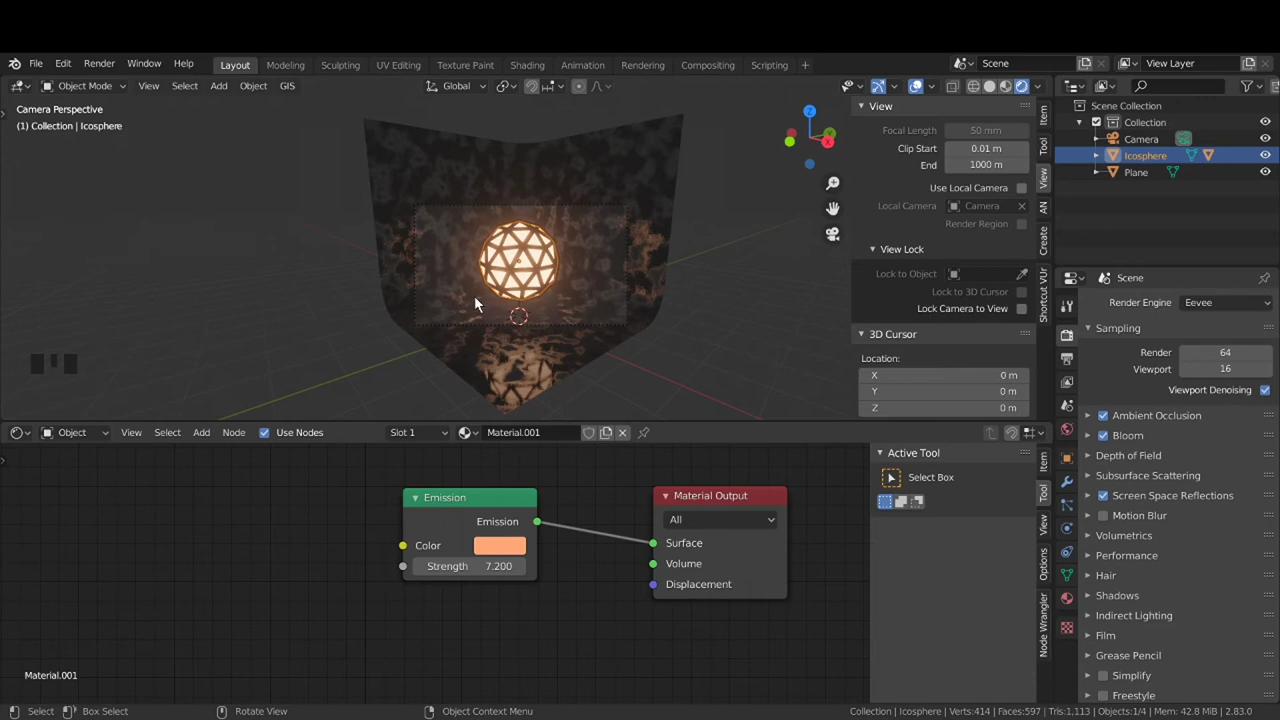 File Edit Render Window Help Layout Modeling Sculpting UV Editing Texture Paint Shading Animation Rendering Compositing Scripting + Scene View Layer
Object Mode View Select Add Object GIS Global
Camera Perspective
(1) Collection | Icosphere
Z
Y
X
View
Focal Length 50 mm
Clip Start 0.01 m
End 1000 m
Use Local Camera
Local Camera Camera
Render Region
View Lock
Lock to Object
Lock to 3D Cursor
Lock Camera to View
3D Cursor
Location:
X 0 m
Y 0 m
Z 0 m
Item
Tool
View
AN
Create
Shortcut VUr
Scene Collection
Collection
Camera
Icosphere
Plane
Scene
Render Engine Eevee
Sampling
Render 64
Viewport 16
Viewport Denoising
Ambient Occlusion
Bloom
Depth of Field
Subsurface Scattering
Screen Space Reflections
Motion Blur
Volumetrics
Performance
Hair
Shadows
Indirect Lighting
Film
Grease Pencil
Simplify
Freestyle
Object View Select Add Node Use Nodes Slot 1 Material.001
Emission
Emission
Color
Strength 7.200
Material Output
All
Surface
Volume
Displacement
Active Tool
Select Box
Item
Tool
View
Options
Node Wrangler
Material.001
Select Box Select Rotate View Object Context Menu Collection | Icosphere | Verts:414 | Faces:597 | Tris:1,113 | Objects:1/4 | Mem: 42.8 MiB | 2.83.0